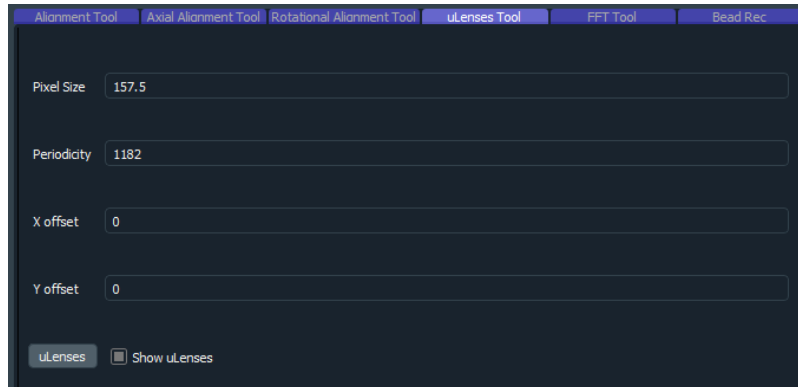 Alignment Tool Axial Alignment Tool Rotational Alignment Tool uLenses Tool FFT Tool Bead Rec
Pixel Size 157.5
Periodicity 1182
X offset 0
Y offset 0
uLenses Show uLenses